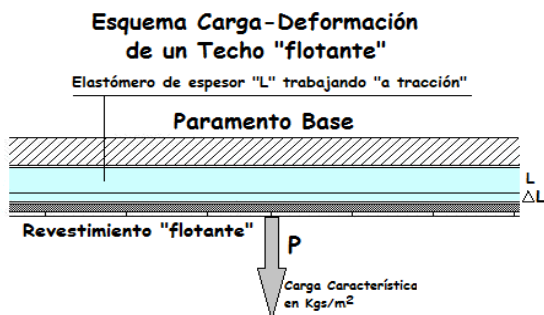 Esquema Carga-Deformación
de un Techo "flotante"
Elastómero de espesor "L" trabajando "a tracción"
Paramento Base
L
△L
Revestimiento "flotante"
P
Carga Característica
en Kgs/m²